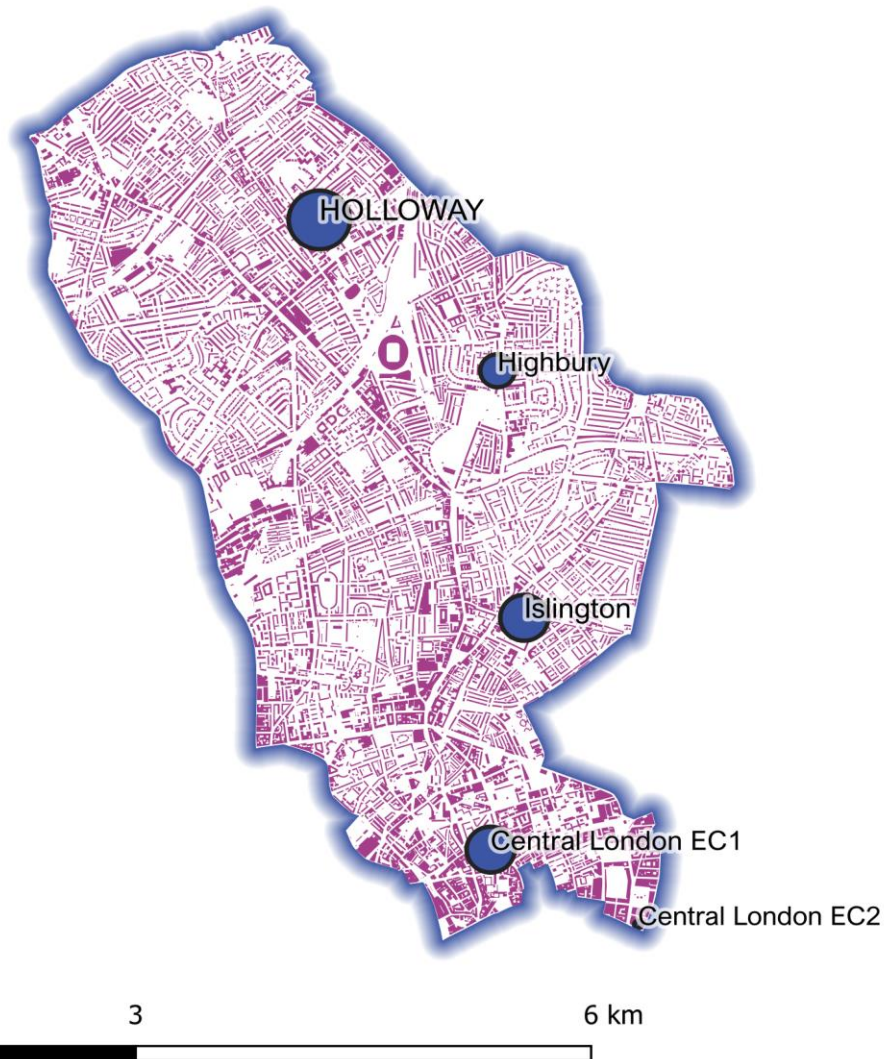 HOLLOWAY
Highbury
Islington
Central London EC1
Central London EC2
3 6 km